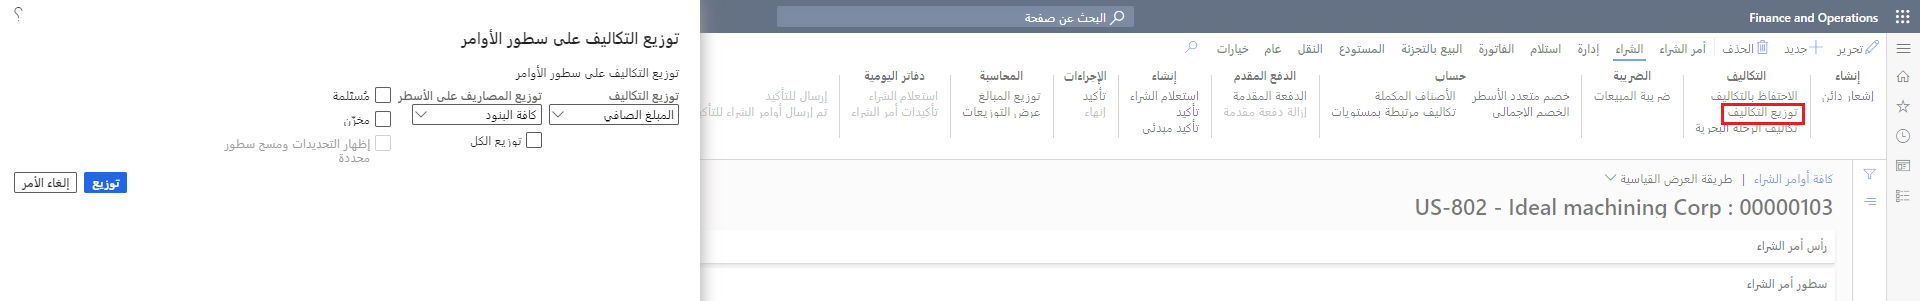 Finance and Operations
البحث عن صفحة
تحرير
جديد
الحذف
أمر الشراء
الشراء
إدارة
استلام
الفاتورة
البيع بالتجزئة
المستودع
النقل
عام
خيارات
إنشاء
إشعار دائن
التكاليف
الاحتفاظ بالتكاليف
توزيع التكاليف
تكاليف الرحلة البحرية
الضريبة
ضريبة المبيعات
حساب
خصم متعدد الأسطر
الخصم الإجمالي
الأصناف المكملة
تكاليف مرتبطة بمستويات
الدفع المقدم
الدفعة المقدمة
إزالة دفعة مقدمة
إنشاء
استعلام الشراء
تأكيد
تأكيد مبدئي
الإجراءات
تأكيد
إنهاء
المحاسبة
توزيع المبالغ
عرض التوزيعات
دفاتر اليومية
استعلام الشراء
تأكيدات أمر الشراء
إرسال للتأكيد
تم إرسال أوامر الشراء للتأك
كافة أوامر الشراء | طريقة العرض القياسية
US-802 - Ideal machining Corp : 00000103
رأس أمر الشراء
سطور أمر الشراء
؟
توزيع التكاليف على سطور الأوامر
توزيع التكاليف على سطور الأوامر
توزيع التكاليف
المبلغ الصافي
توزيع المصاريف على الأسطر
كافة البنود
توزيع الكل
مُستلمة
مخزّن
إظهار التحديدات ومسح سطور
محددة
توزيع
إلغاء الأمر